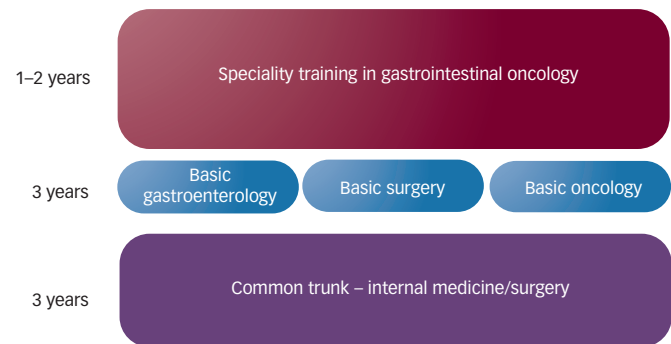 1–2 years
Speciality training in gastrointestinal oncology
3 years
Basic
gastroenterology
Basic surgery
Basic oncology
3 years
Common trunk – internal medicine/surgery